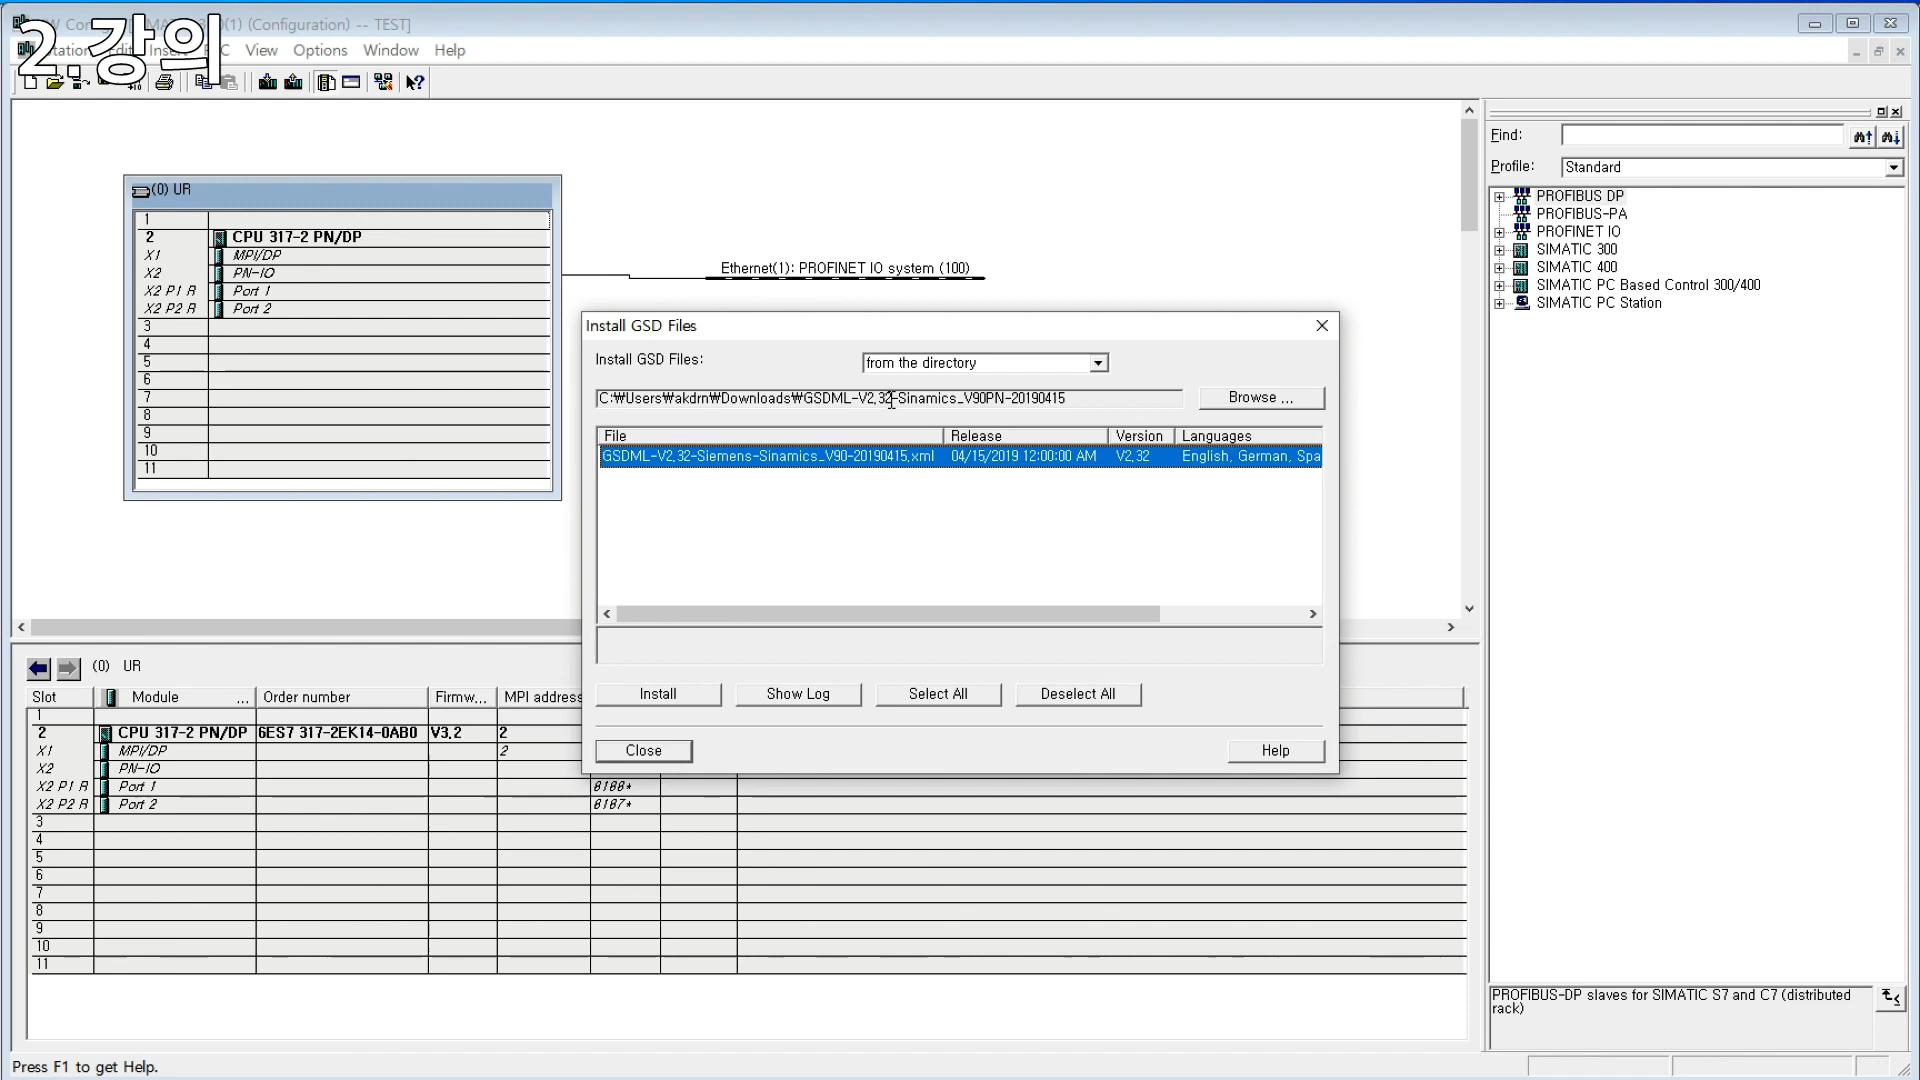 2.강의
(Configuration) -- TEST]
View Options Window Help
(0) UR
1
2 CPU 317-2 PN/DP
X1 MPI/DP
X2 PN-IO
X2 P1 R Port 1
X2 P2 R Port 2
3
4
5
6
7
8
9
10
11
Ethernet(1): PROFINET IO system (100)
Install GSD Files
Install GSD Files: from the directory
C:₩Users₩akdrn₩Downloads₩GSDML-V2.32-Sinamics_V90PN-20190415 Browse ...
File Release Version Languages
GSDML-V2.32-Siemens-Sinamics_V90-20190415.xml 04/15/2019 12:00:00 AM V2.32 English, German, Spa
Install Show Log Select All Deselect All
Close Help
Find:
Profile: Standard
PROFIBUS DP
PROFIBUS-PA
PROFINET IO
SIMATIC 300
SIMATIC 400
SIMATIC PC Based Control 300/400
SIMATIC PC Station
PROFIBUS-DP slaves for SIMATIC S7 and C7 (distributed
rack)
(0) UR
Slot Module ... Order number Firmw... MPI address
1
2 CPU 317-2 PN/DP 6ES7 317-2EK14-0AB0 V3.2 2
X1 MPI/DP 2
X2 PN-IO
X2 P1 R Port 1 8188*
X2 P2 R Port 2 8187*
3
4
5
6
7
8
9
10
11
Press F1 to get Help.